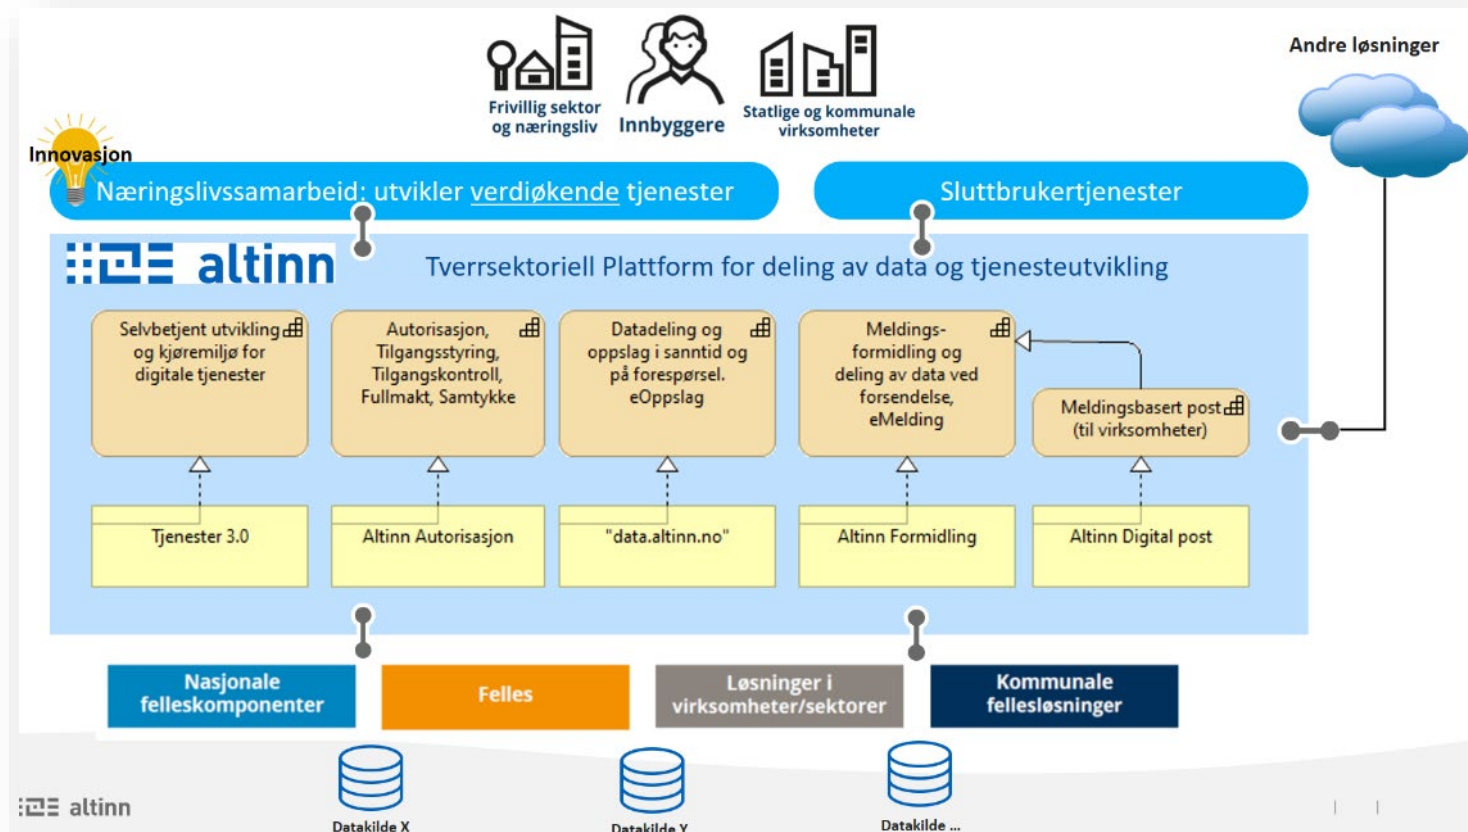 Andre løsninger
Frivillig sektor
og næringsliv
Innbyggere
Statlige og kommunale
virksomheter
Innovasjon
Næringslivssamarbeid: utvikler verdiøkende tjenester
Sluttbrukertjenester
altinn
Tverrsektoriell Plattform for deling av data og tjenesteutvikling
Selvbetjent utvikling
og kjøremiljø for
digitale tjenester
Autorisasjon,
Tilgangsstyring,
Tilgangskontroll,
Fullmakt, Samtykke
Datadeling og
oppslag i sanntid og
på forespørsel.
eOppslag
Meldings-
formidling og
deling av data ved
forsendelse,
eMelding
Meldingsbasert post
(til virksomheter)
Tjenester 3.0
Altinn Autorisasjon
"data.altinn.no"
Altinn Formidling
Altinn Digital post
Nasjonale
felleskomponenter
Felles
Løsninger i
virksomheter/sektorer
Kommunale
fellesløsninger
Datakilde X
Datakilde Y
Datakilde ...
altinn